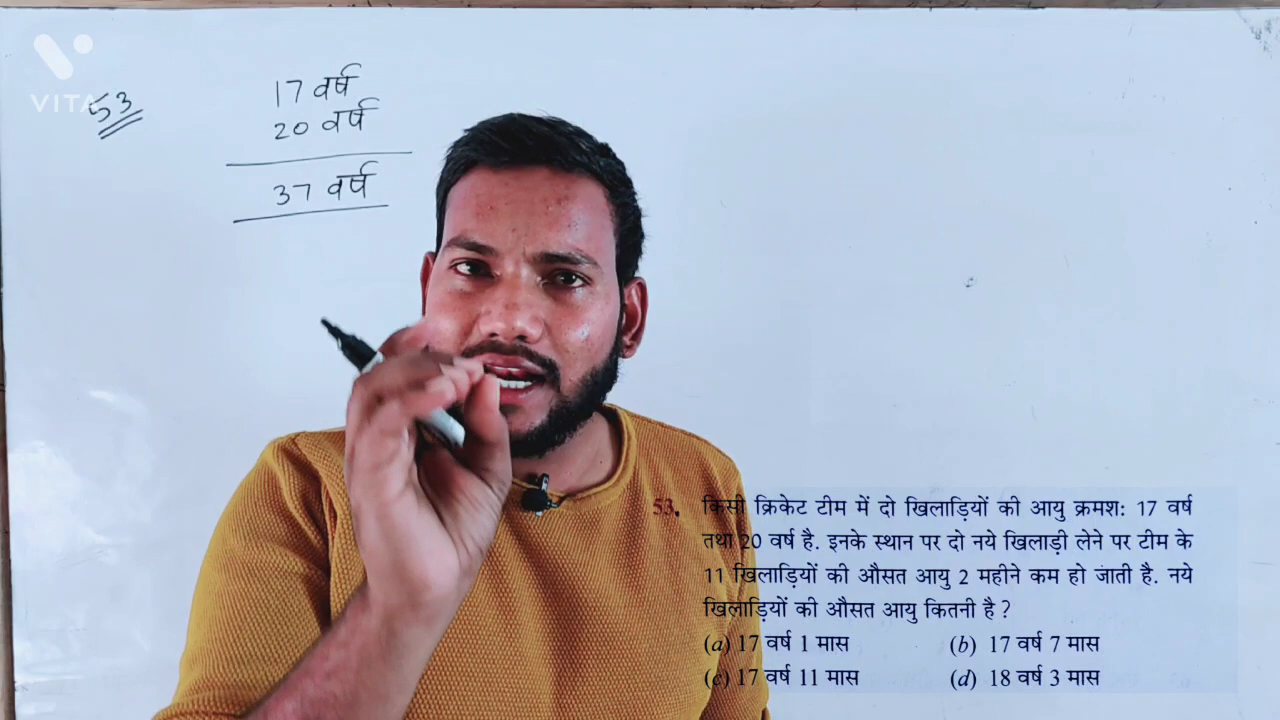 VITA
53
17 वर्ष
20 वर्ष
37 वर्ष
53. किसी क्रिकेट टीम में दो खिलाड़ियों की आयु क्रमश: 17 वर्ष
तथा 20 वर्ष है. इनके स्थान पर दो नये खिलाड़ी लेने पर टीम के
11 खिलाड़ियों की औसत आयु 2 महीने कम हो जाती है. नये
खिलाड़ियों की औसत आयु कितनी है ?
(a) 17 वर्ष 1 मास (b) 17 वर्ष 7 मास
(c) 17 वर्ष 11 मास (d) 18 वर्ष 3 मास